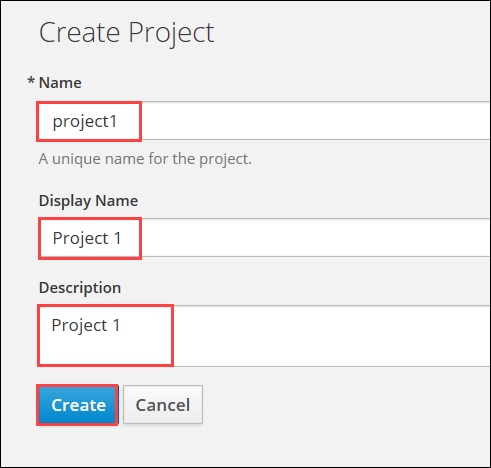 Create Project
* Name
project1
A unique name for the project.
Display Name
Project 1
Description
Project 1
Create Cancel